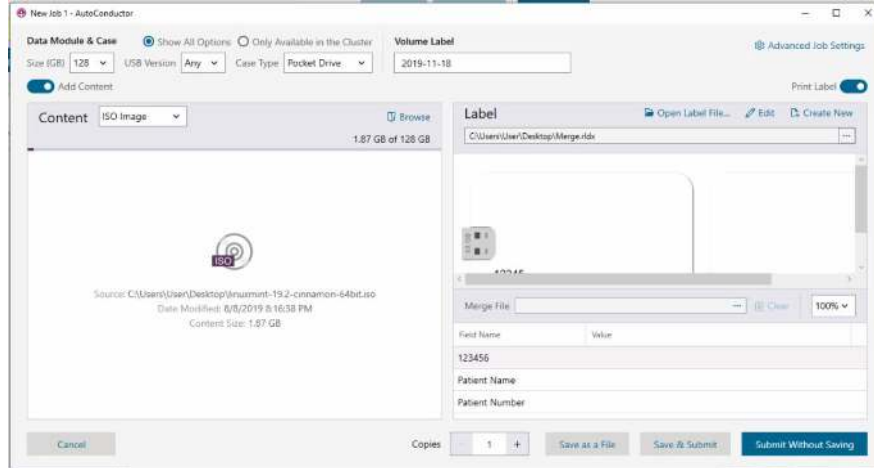 New Job 1 - AutoConductor
Data Module & Case
Show All Options
Only Available in the Cluster
Volume Label
Advanced Job Settings
Size (GB) 128
USB Version Any
Case Type Pocket Drive
2019-11-18
Add Content
Print Label
Content
ISO Image
Browse
1.87 GB of 128 GB
Label
Open Label File...
Edit
Create New
C:\Users\User\Desktop\Merge.rldx
...
ISO
Source: C:\Users\User\Desktop\linuxmint-19.2-cinnamon-64bit.iso
Date Modified: 8/8/2019 8:16:38 PM
Content Size: 1.87 GB
Merge File
...
Clear
100%
Field Name
Value
123456
Patient Name
Patient Number
Cancel
Copies
- 1 +
Save as a File
Save & Submit
Submit Without Saving